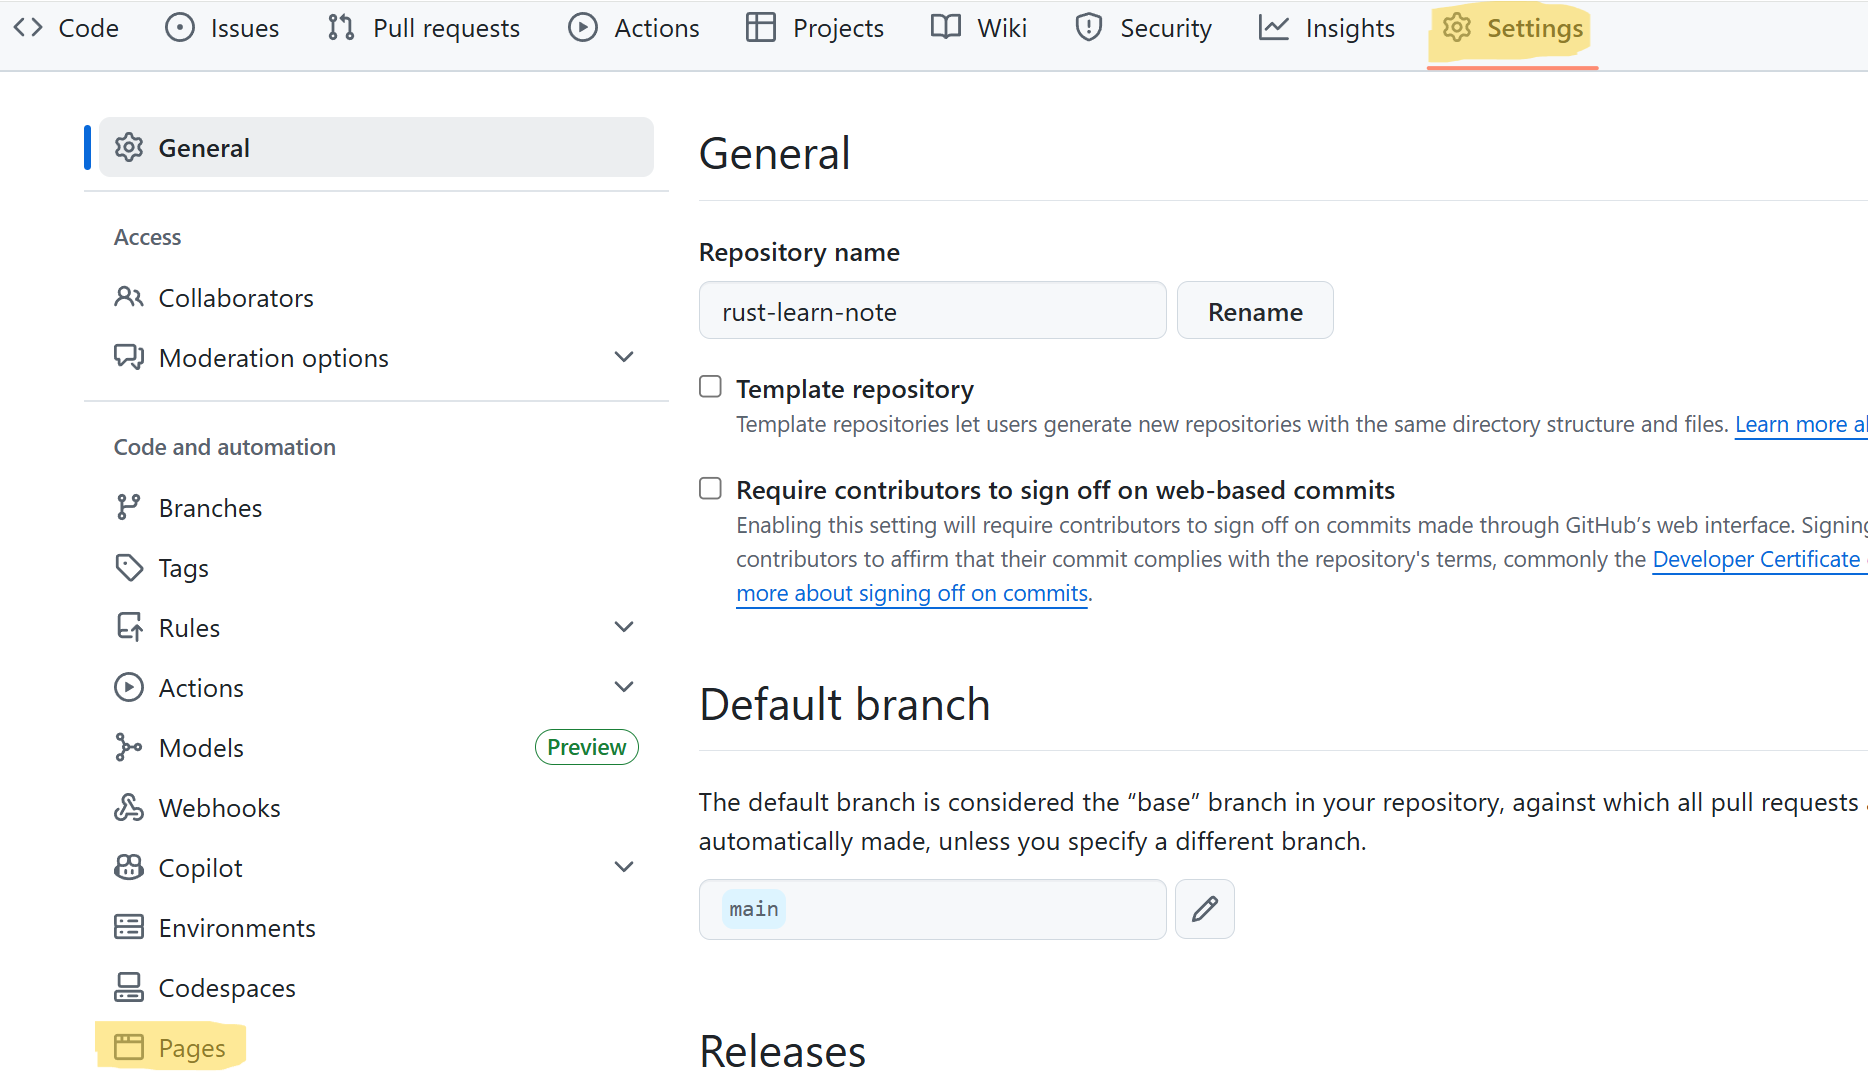 Code Issues Pull requests Actions Projects Wiki Security Insights Settings
General
Access
Collaborators
Moderation options
Code and automation
Branches
Tags
Rules
Actions
Models Preview
Webhooks
Copilot
Environments
Codespaces
Pages
General
Repository name
rust-learn-note Rename
Template repository
Template repositories let users generate new repositories with the same directory structure and files. Learn more
Require contributors to sign off on web-based commits
Enabling this setting will require contributors to sign off on commits made through GitHub’s web interface. Signing
contributors to affirm that their commit complies with the repository's terms, commonly the Developer Certificate
more about signing off on commits.
Default branch
The default branch is considered the “base” branch in your repository, against which all pull requests
automatically made, unless you specify a different branch.
main
Releases